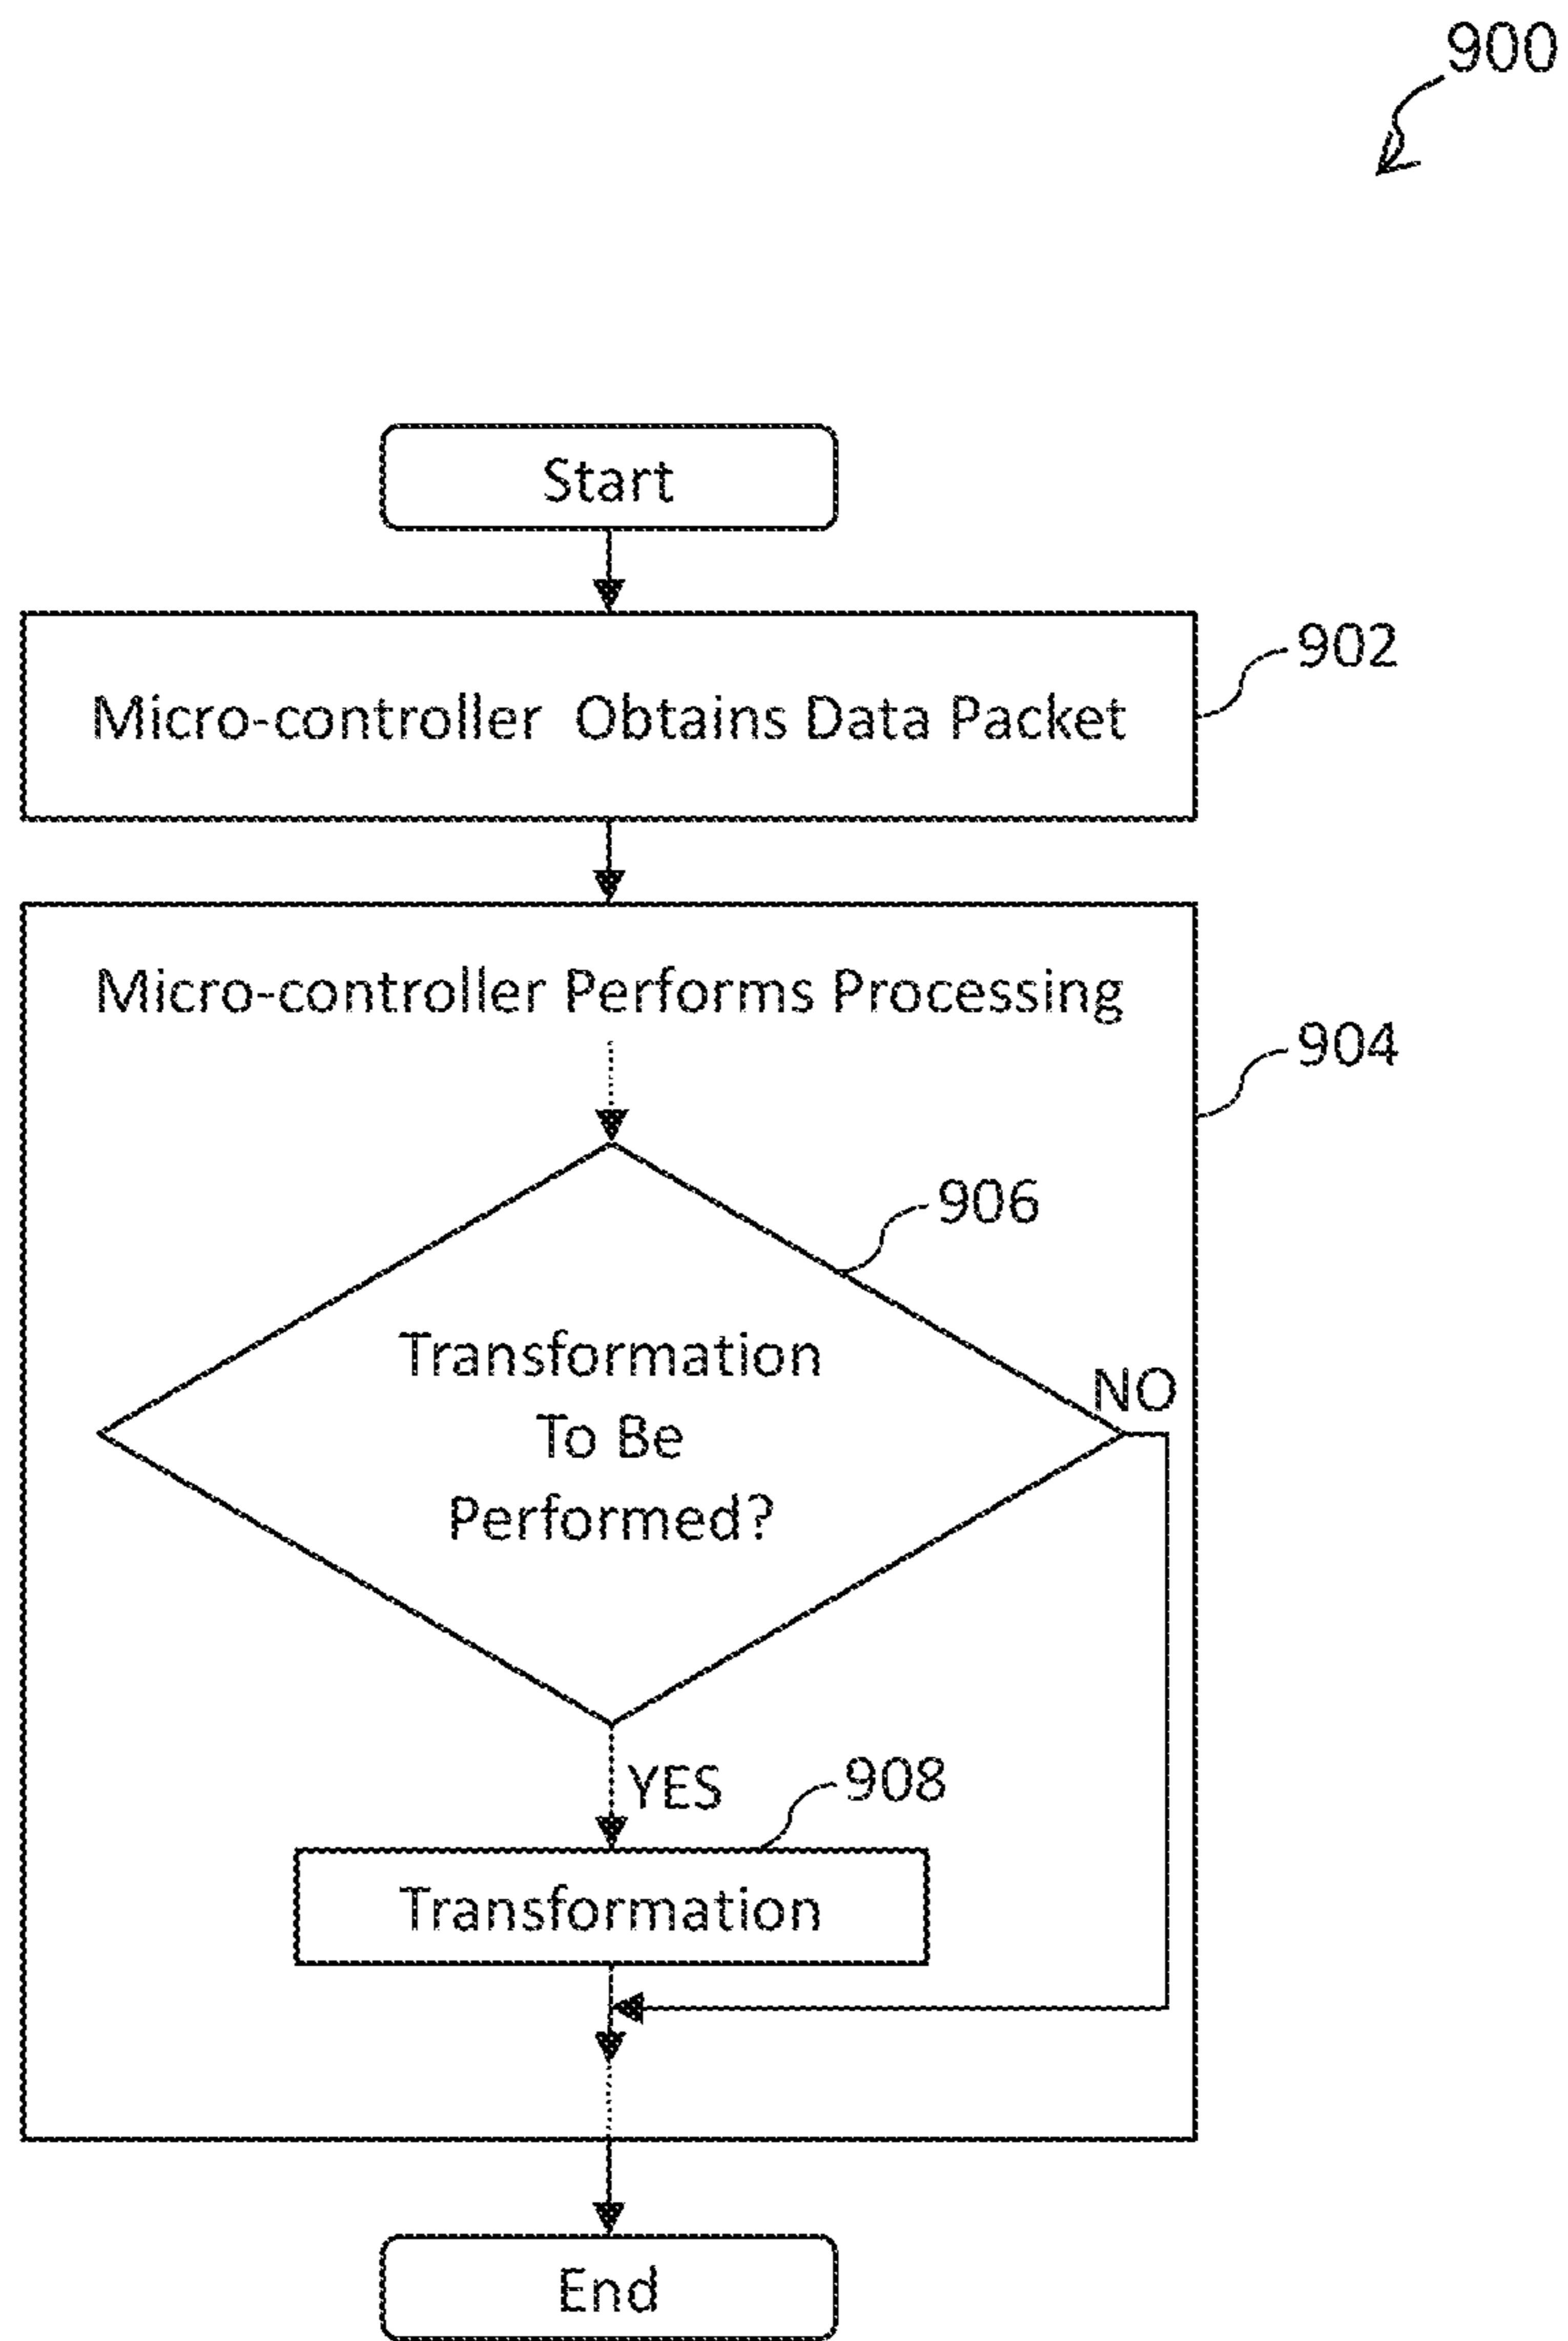 900
Start
902
Micro-controller Obtains Data Packet
Micro-controller Performs Processing
904
906
Transformation
To Be
Performed?
NO
YES
908
Transformation
End